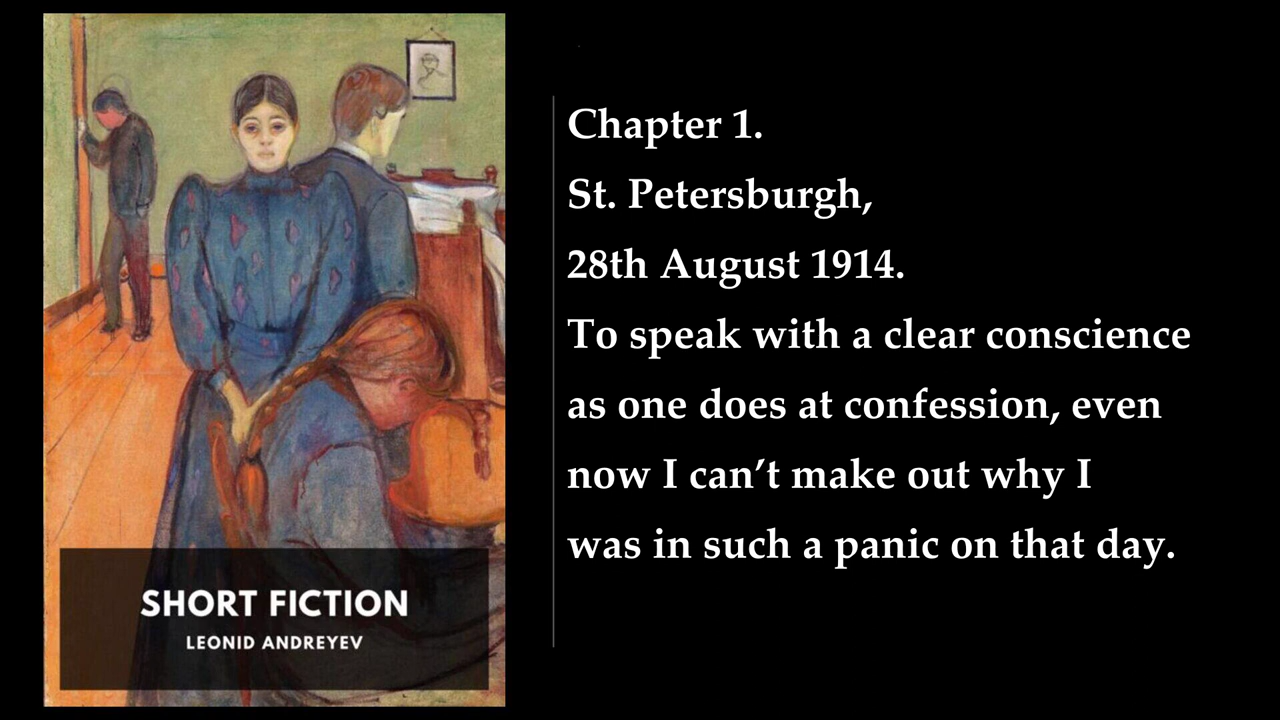 SHORT FICTION
LEONID ANDREYEV
Chapter 1.
St. Petersburgh,
28th August 1914.
To speak with a clear conscience
as one does at confession, even
now I can’t make out why I
was in such a panic on that day.